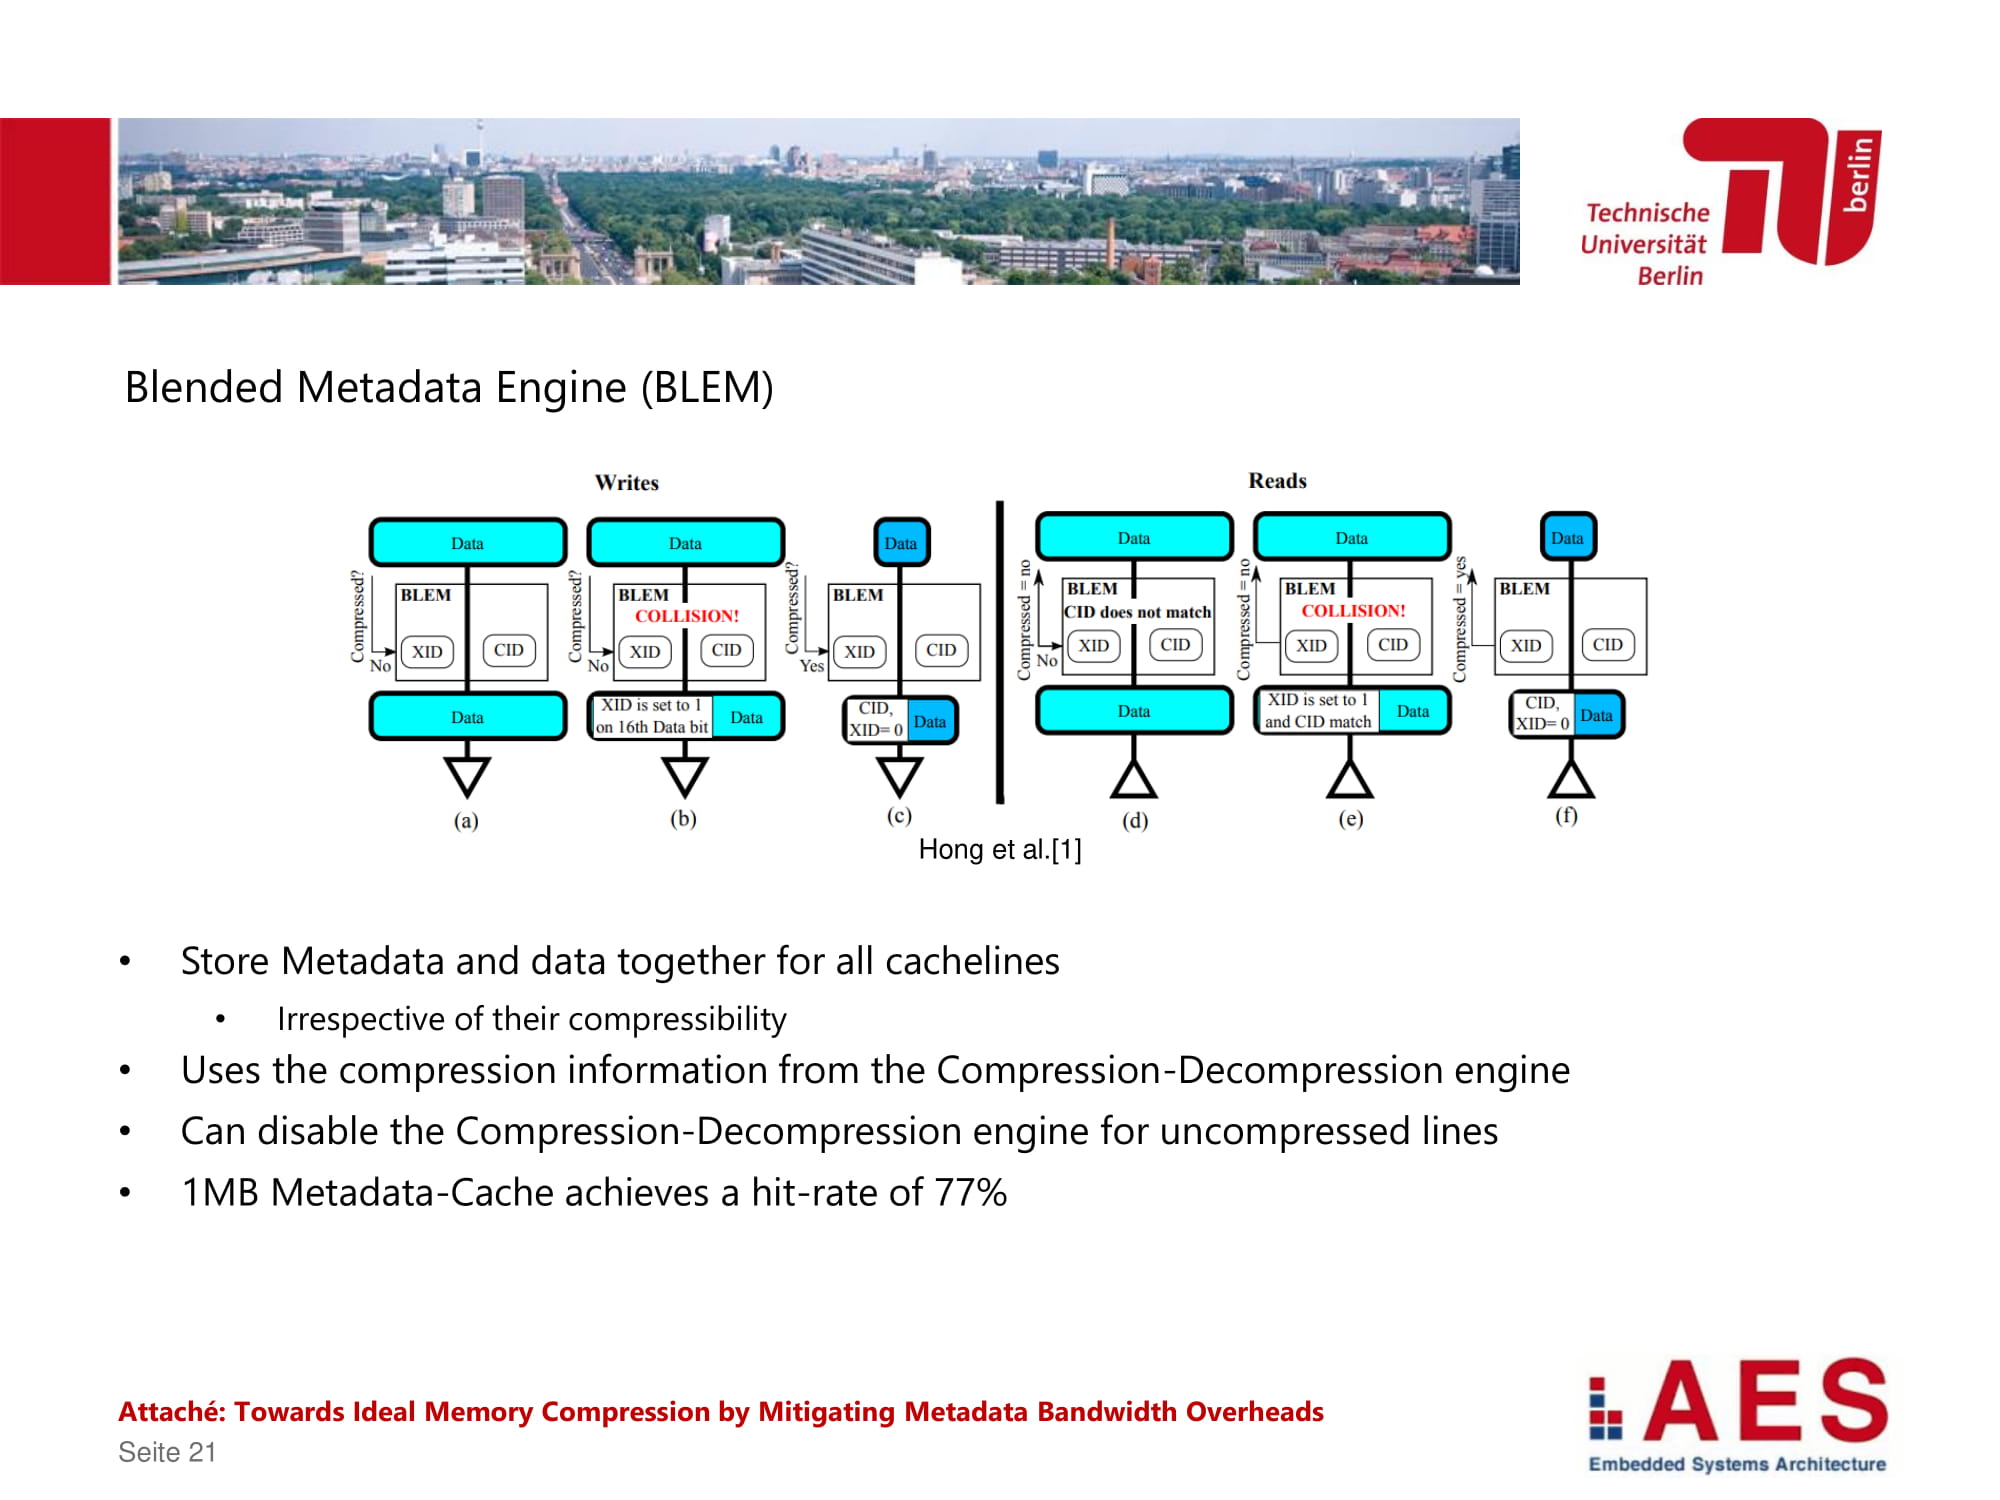 Technische
Universität
Berlin
berlin
Blended Metadata Engine (BLEM)
Writes
Reads
Data
Data
Data
Data
Data
Data
Compressed?
No
BLEM
XID
CID
Compressed?
No
BLEM
COLLISION!
XID
CID
Compressed?
Yes
BLEM
XID
CID
Compressed = no
No
BLEM
CID does not match
XID
CID
Compressed = no
BLEM
COLLISION!
XID
CID
Compressed = yes
BLEM
XID
CID
Data
XID is set to 1
on 16th Data bit
Data
CID,
XID= 0
Data
Data
XID is set to 1
and CID match
Data
CID,
XID= 0
Data
(a)
(b)
(c)
(d)
(e)
(f)
Hong et al.[1]
• Store Metadata and data together for all cachelines
• Irrespective of their compressibility
• Uses the compression information from the Compression-Decompression engine
• Can disable the Compression-Decompression engine for uncompressed lines
• 1MB Metadata-Cache achieves a hit-rate of 77%
Attaché: Towards Ideal Memory Compression by Mitigating Metadata Bandwidth Overheads
Seite 21
AES
Embedded Systems Architecture